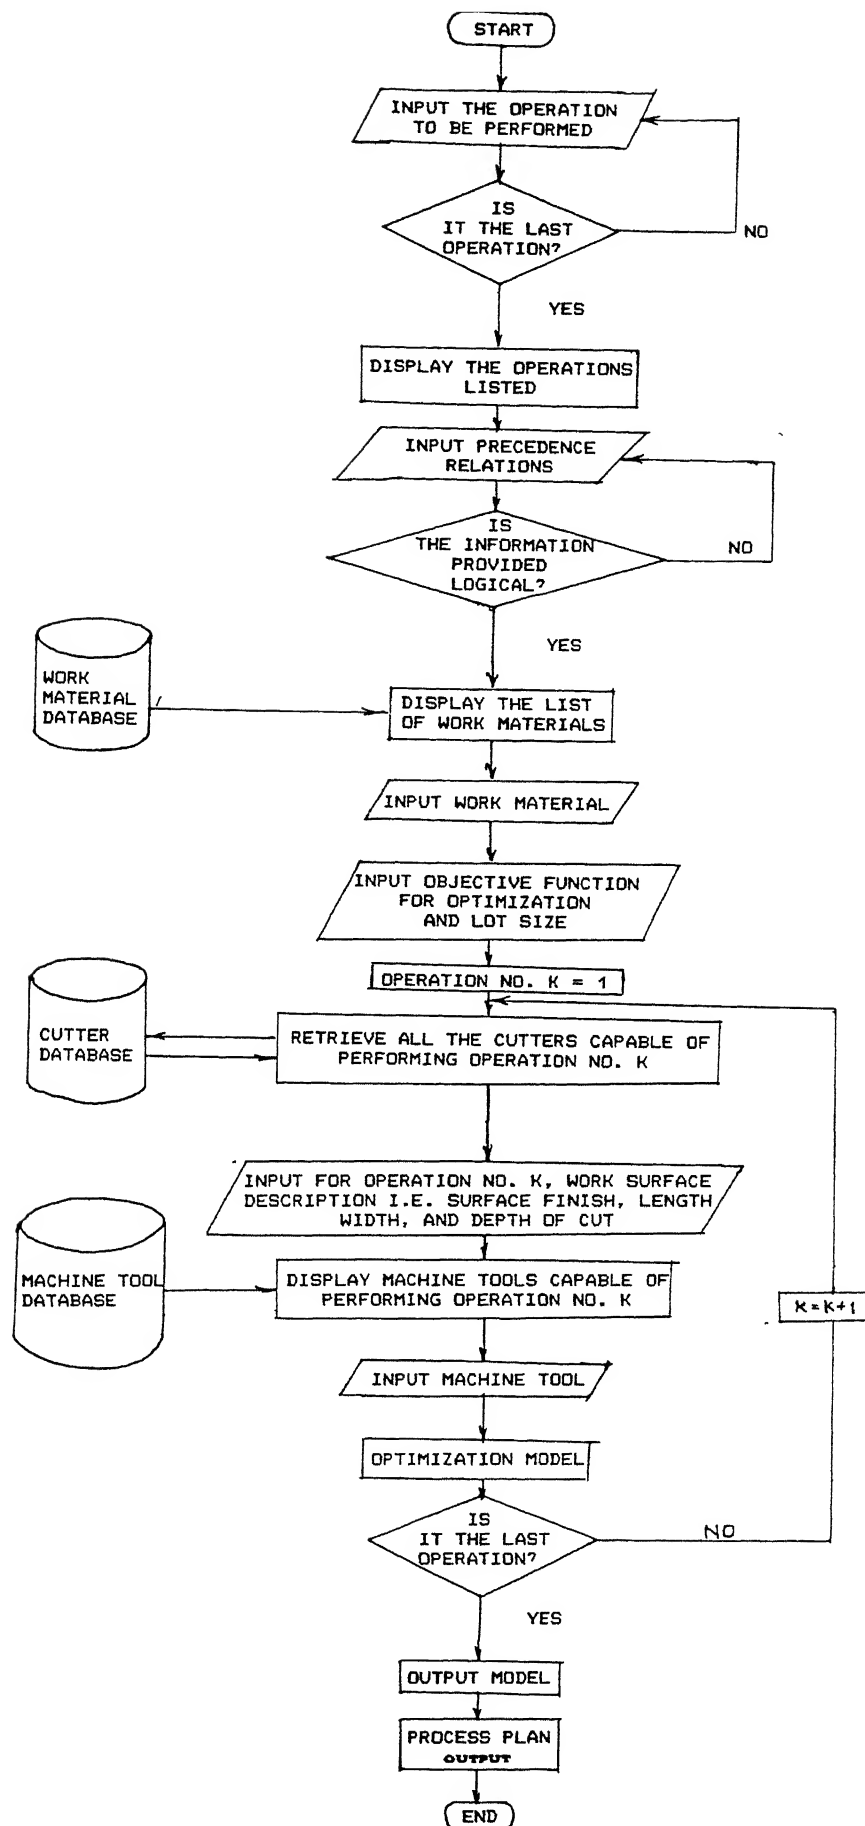 START
INPUT THE OPERATION
TO BE PERFORMED
IS
IT THE LAST
OPERATION?
NO
YES
DISPLAY THE OPERATIONS
LISTED
INPUT PRECEDENCE
RELATIONS
IS
THE INFORMATION
PROVIDED
LOGICAL?
NO
YES
WORK
MATERIAL
DATABASE
DISPLAY THE LIST
OF WORK MATERIALS
INPUT WORK MATERIAL
INPUT OBJECTIVE FUNCTION
FOR OPTIMIZATION
AND LOT SIZE
OPERATION NO. K = 1
CUTTER
DATABASE
RETRIEVE ALL THE CUTTERS CAPABLE OF
PERFORMING OPERATION NO. K
INPUT FOR OPERATION NO. K, WORK SURFACE
DESCRIPTION I.E. SURFACE FINISH, LENGTH
WIDTH, AND DEPTH OF CUT
MACHINE TOOL
DATABASE
DISPLAY MACHINE TOOLS CAPABLE OF
PERFORMING OPERATION NO. K
K=K+1
INPUT MACHINE TOOL
OPTIMIZATION MODEL
IS
IT THE LAST
OPERATION?
NO
YES
OUTPUT MODEL
PROCESS PLAN
OUTPUT
END